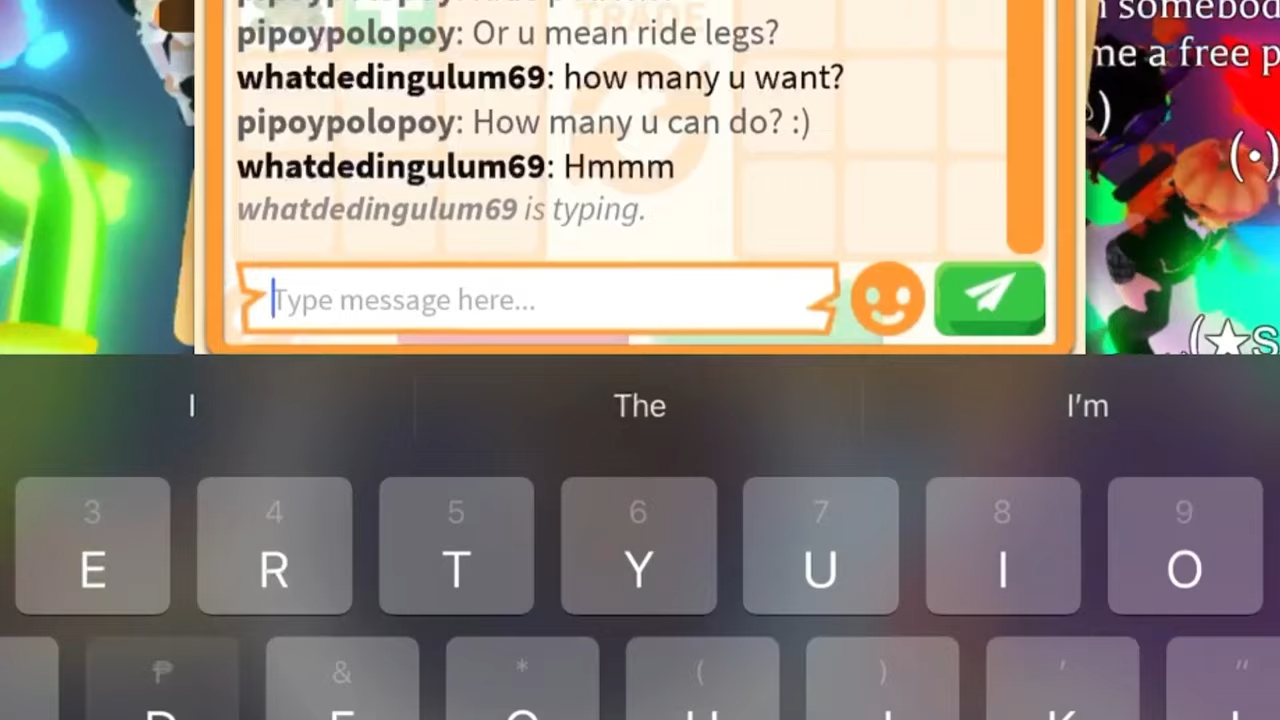 pipoypolopoy: Or u mean ride legs?
whatdedingulum69: how many u want?
pipoypolopoy: How many u can do? :)
whatdedingulum69: Hmmm
whatdedingulum69 is typing.
Type message here...
TRADE
somebod
me a free p
I The I'm
3 4 5 6 7 8 9
E R T Y U I O
₱ & * ( ) ' "